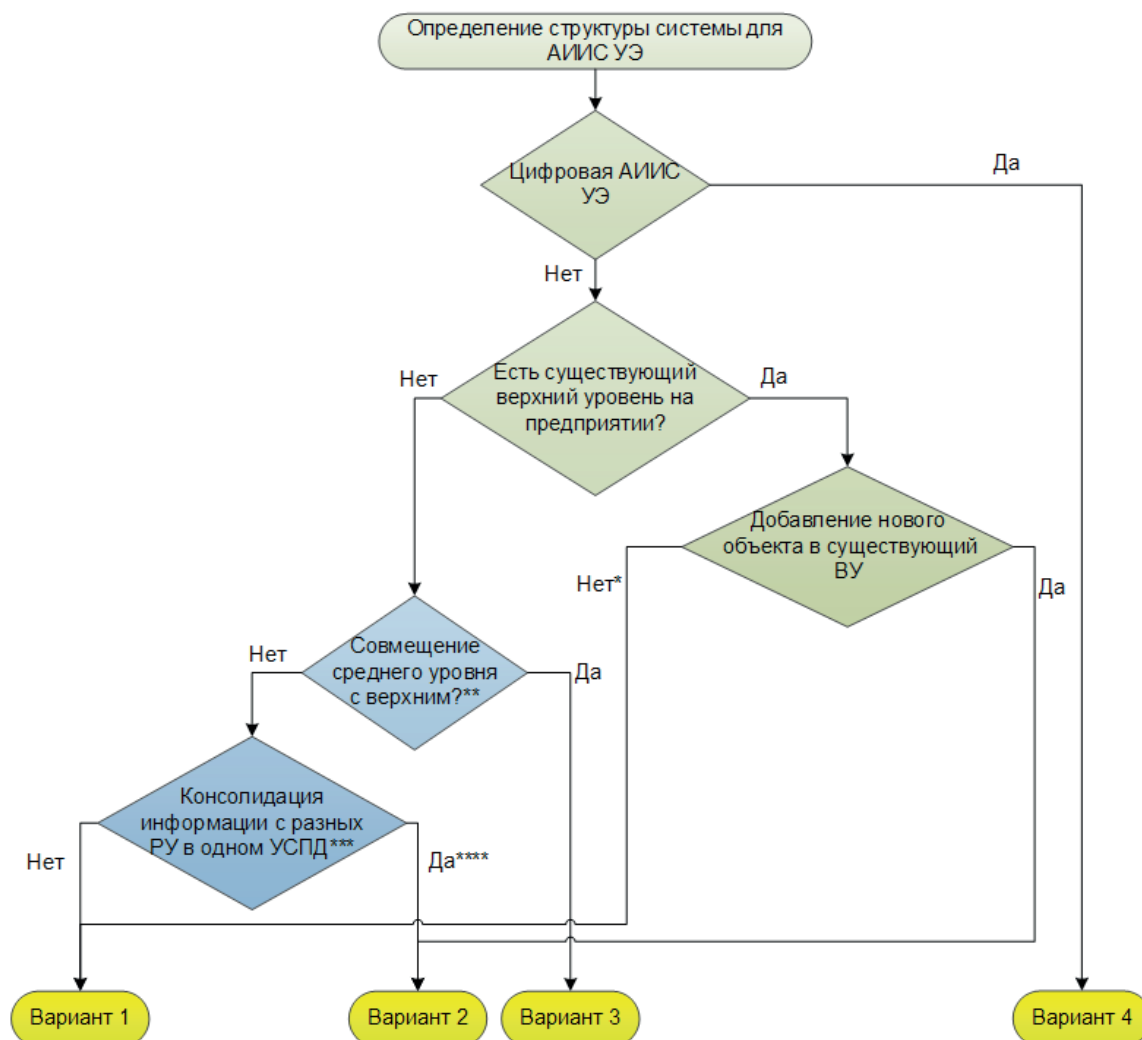 Определение структуры системы для
АИИС УЭ
Цифровая АИИС
УЭ
Да
Нет
Есть существующий
верхний уровень на
предприятии?
Нет
Да
Добавление нового
объекта в существующий
ВУ
Нет*
Да
Совмещение
среднего уровня
с верхним?**
Нет
Да
Консолидация
информации с разных
РУ в одном УСПД***
Нет
Да****
Вариант 1
Вариант 2
Вариант 3
Вариант 4